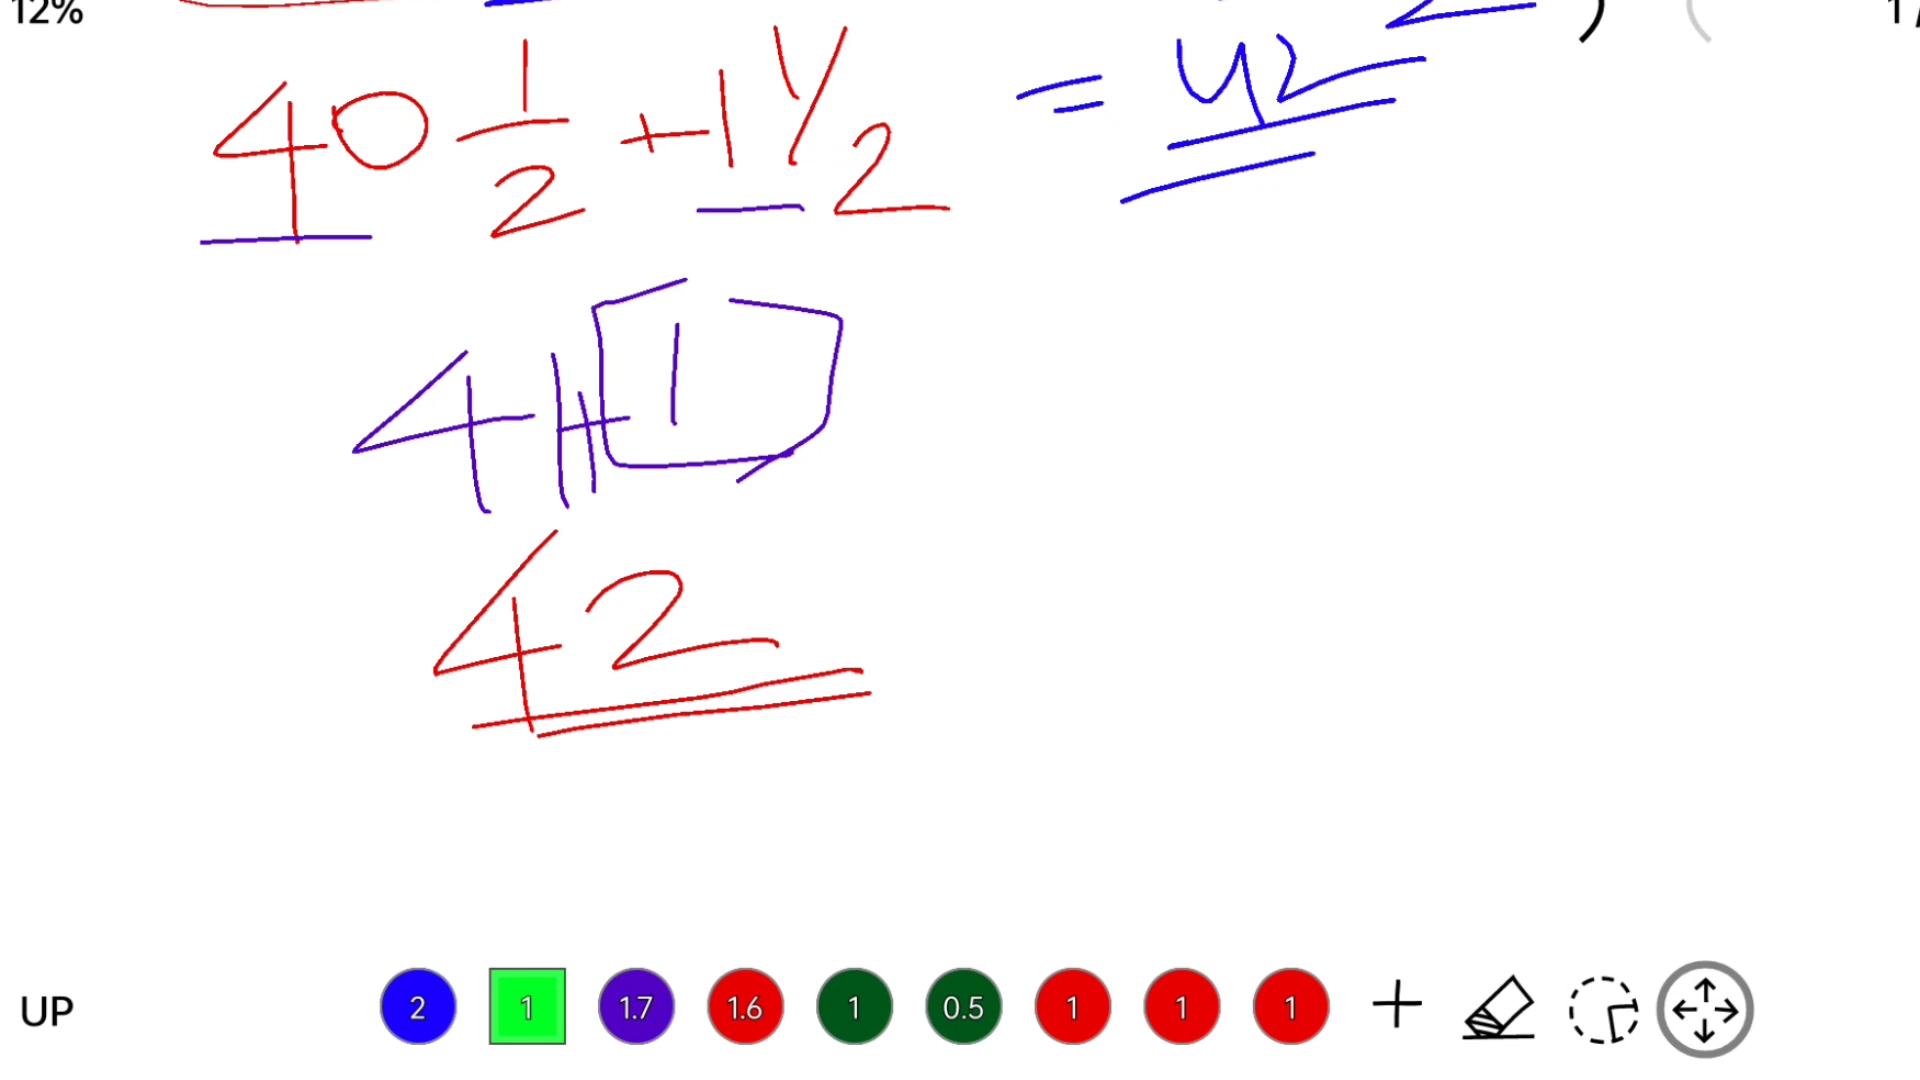 12%
40 1/2 + 1 1/2 = 42
41 + 1
42
UP 2 1 1.7 1.6 1 0.5 1 1 1